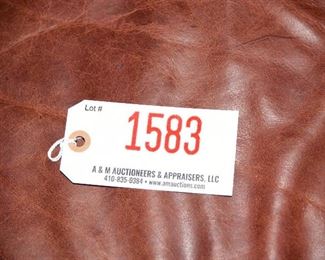 Lot #
1583
A & M AUCTIONEERS & APPRAISERS, LLC
410-835-0384 • www.amauctions.com